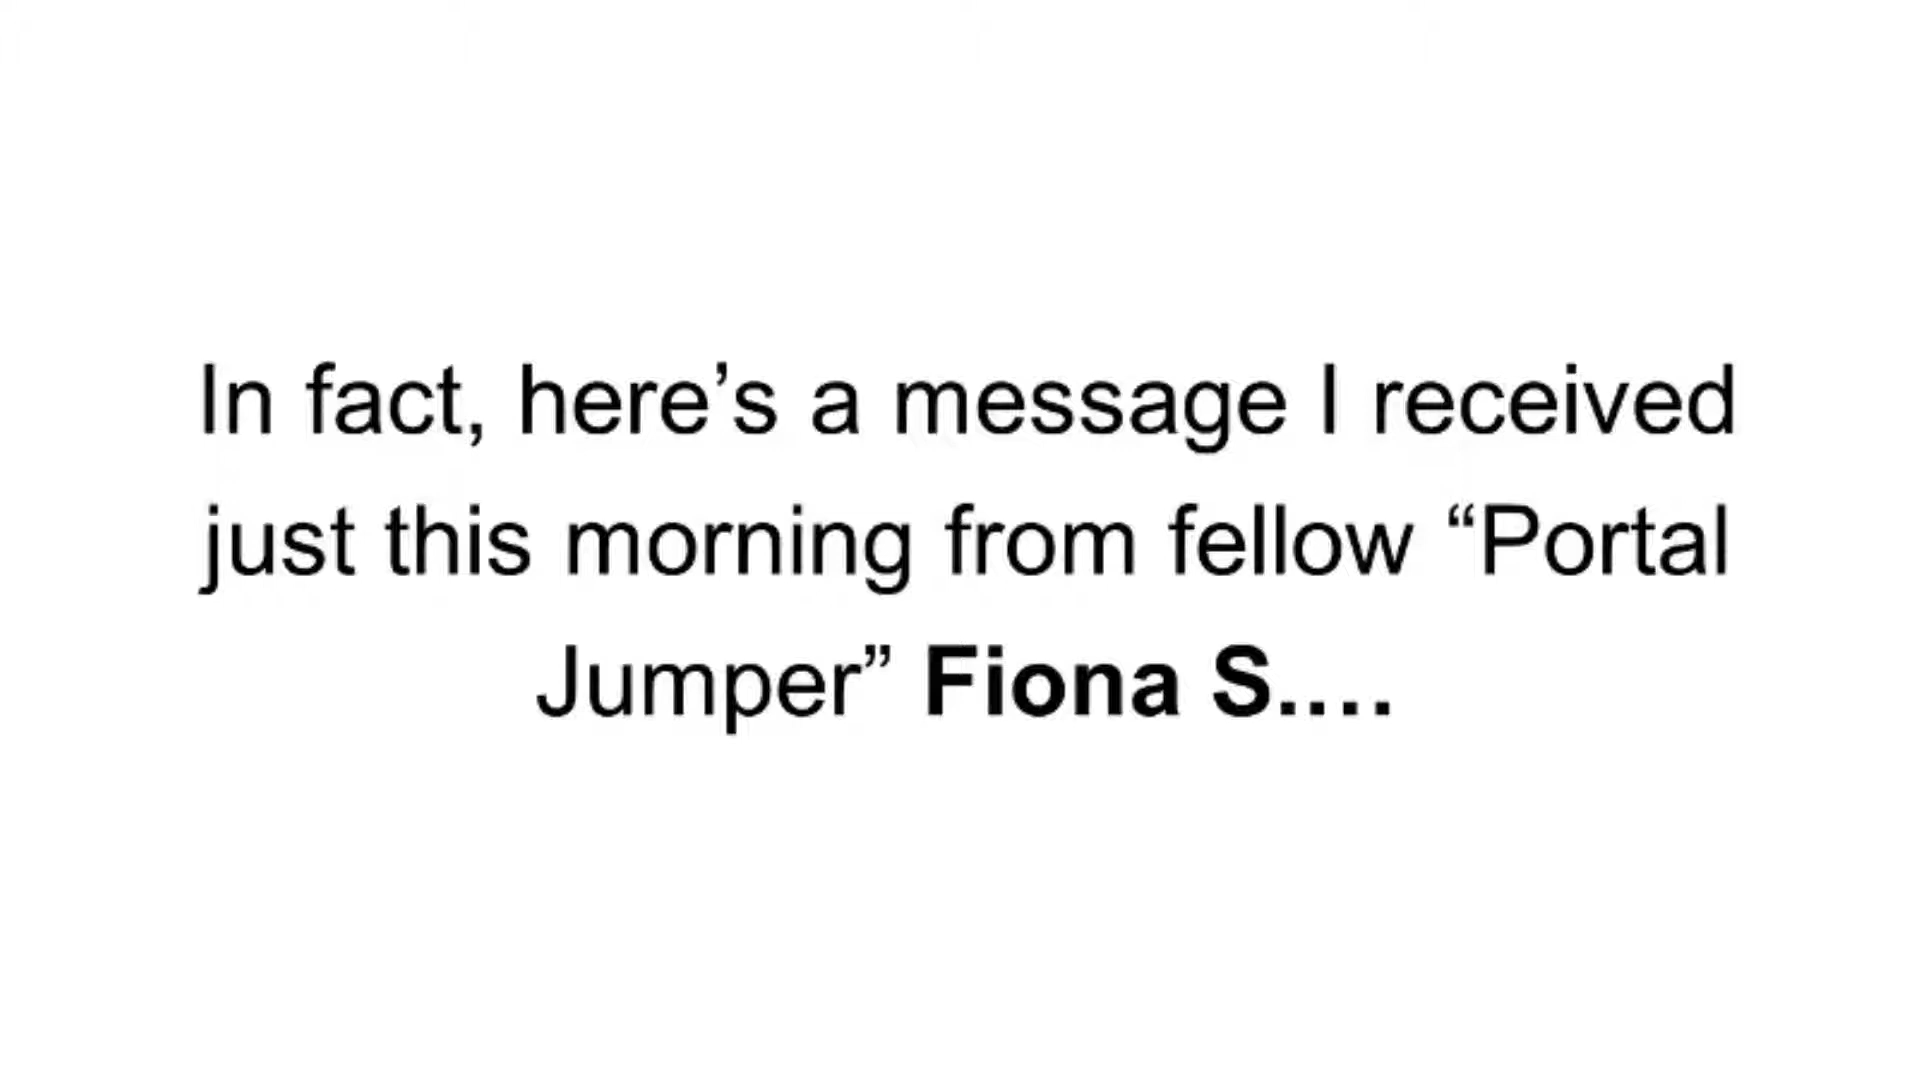 In fact, here’s a message I received
just this morning from fellow “Portal
Jumper” Fiona S.…